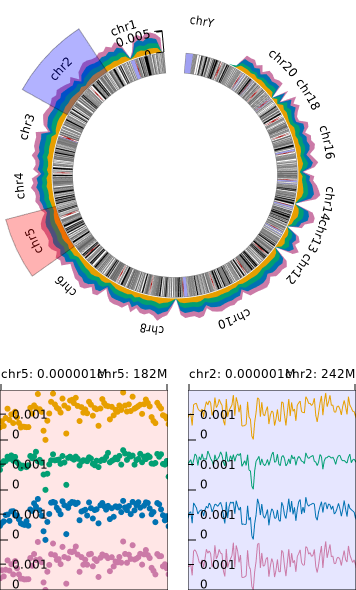 chrY
chr1
0.005
0
chr2
chr20
chr18
chr3
chr16
chr4
chr14
chr13
chr5
chr12
chr6
chr10
chr8
chr5: 0.000001M
chr5: 182M
chr2: 0.000001M
chr2: 242M
0.001
0
0.001
0
0.001
0
0.001
0
0.001
0
0.001
0
0.001
0
0.001
0